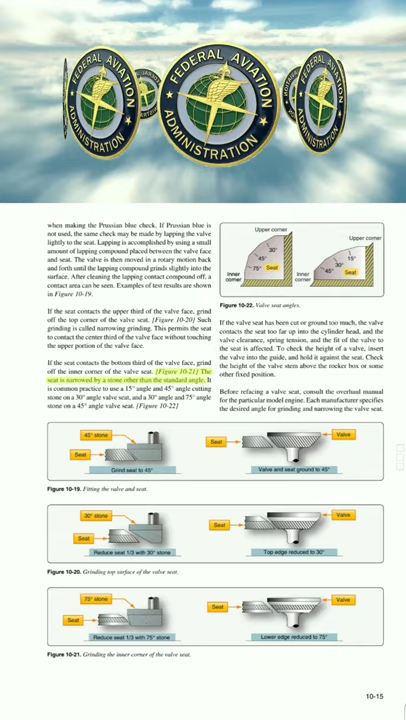 FEDERAL AVIATION
ADMINISTRATION
FEDERAL AVIATION
ADMINISTRATION
when making the Prussian blue check. If Prussian blue is
not used, the same check may be made by lapping the valve
lightly to the seat. Lapping is accomplished by using a small
amount of lapping compound placed between the valve face
and seat. The valve is then moved in a rotary motion back
and forth until the lapping compound grinds slightly into the
surface. After cleaning the lapping contact compound off, a
contact area can be seen. Examples of test results are shown
in Figure 10-19.
If the seat contacts the upper third of the valve face, grind
off the top corner of the valve seat. [Figure 10-20] Such
grinding is called narrowing grinding. This permits the seat
to contact the center third of the valve face without touching
the upper portion of the valve face.
If the seat contacts the bottom third of the valve face, grind
off the inner corner of the valve seat. [Figure 10-21] The
seat is narrowed by a stone other than the standard angle. It
is common practice to use a 15° angle and 45° angle cutting
stone on a 30° angle valve seat, and a 30° angle and 75° angle
stone on a 45° angle valve seat. [Figure 10-22]
Upper corner
30°
45°
75°
Seat
Inner
corner
Upper corner
15°
30°
45°
Seat
Inner
corner
Figure 10-22. Valve seat angles.
If the valve seat has been cut or ground too much, the valve
contacts the seat too far up into the cylinder head, and the
valve clearance, spring tension, and the fit of the valve to
the seat is affected. To check the height of a valve, insert
the valve into the guide, and hold it against the seat. Check
the height of the valve stem above the rocker box or some
other fixed position.
Before refacing a valve seat, consult the overhaul manual
for the particular model engine. Each manufacturer specifies
the desired angle for grinding and narrowing the valve seat.
45° stone
Seat
Grind seat to 45°
Seat
Valve
Valve and seat ground to 45°
Figure 10-19. Fitting the valve and seat.
30° stone
Seat
Reduce seat 1/3 with 30° stone
Seat
Valve
Top edge reduced to 30°
Figure 10-20. Grinding top surface of the valve seat.
75° stone
Seat
Reduce seat 1/3 with 75° stone
Seat
Valve
Lower edge reduced to 75°
Figure 10-21. Grinding the inner corner of the valve seat.
10-15